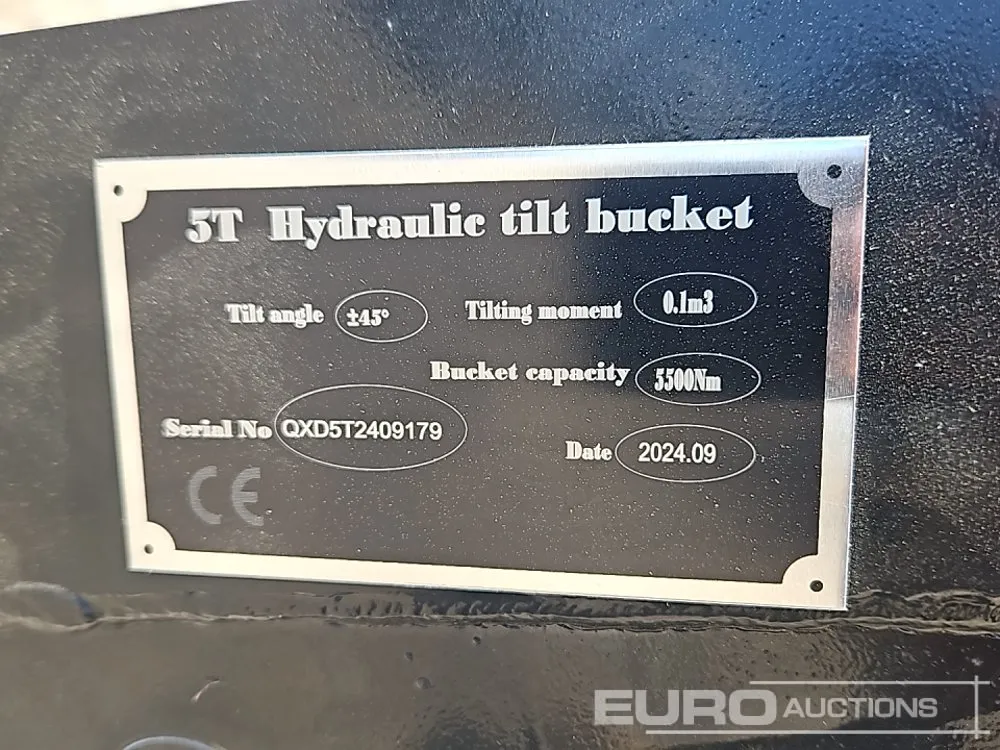 5T Hydraulic tilt bucket
Tilt angle ±45° Tilting moment 0.1m3
Bucket capacity 5500Nm
Serial No QXD5T2409179
Date 2024.09
CE
EURO AUCTIONS